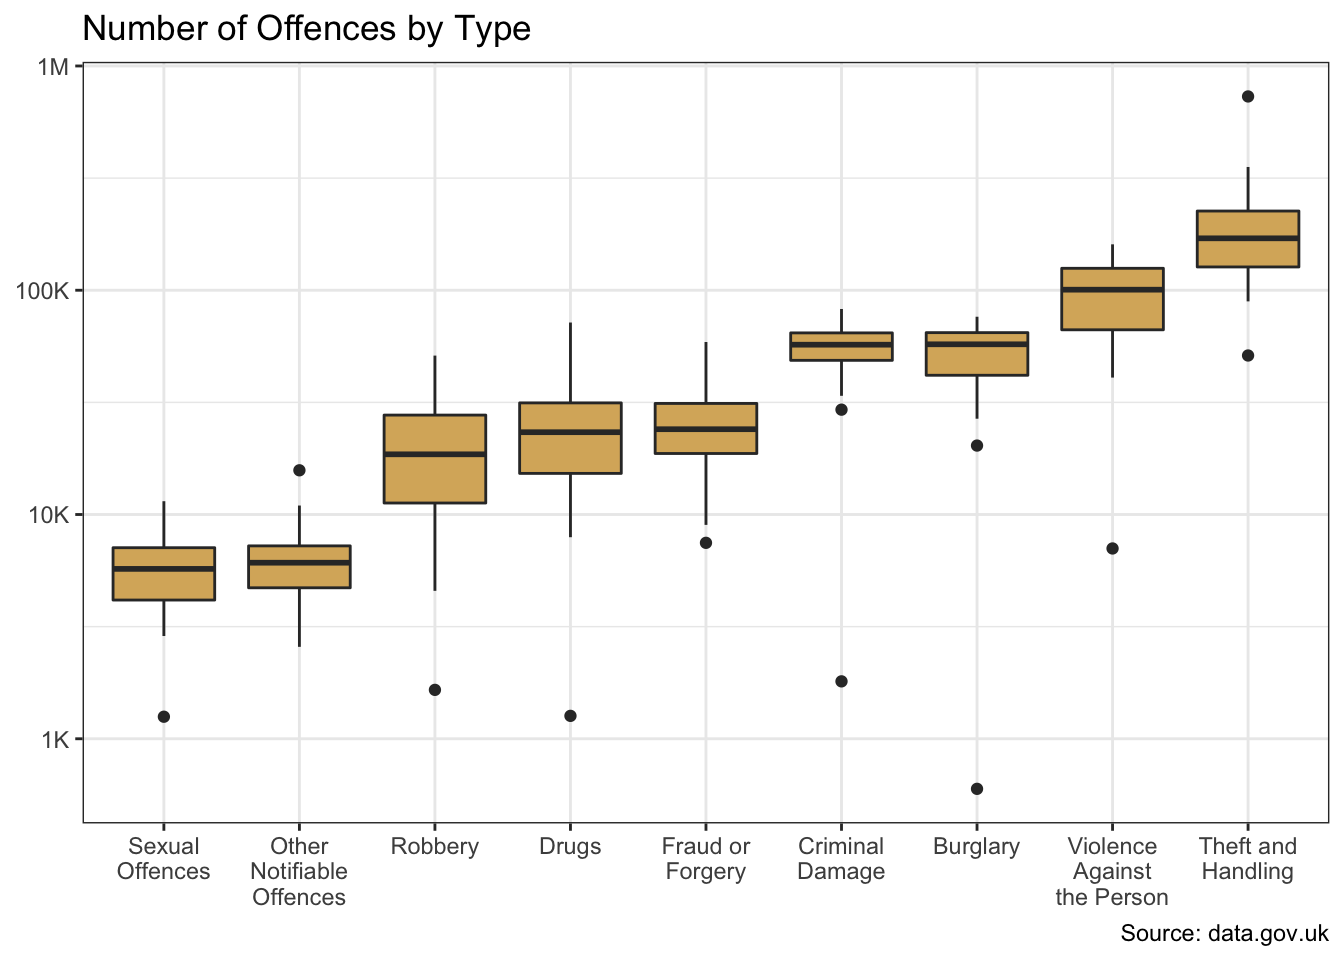 Number of Offences by Type
1M
100K
10K
1K
Sexual
Offences
Other
Notifiable
Offences
Robbery
Drugs
Fraud or
Forgery
Criminal
Damage
Burglary
Violence
Against
the Person
Theft and
Handling
Source: data.gov.uk